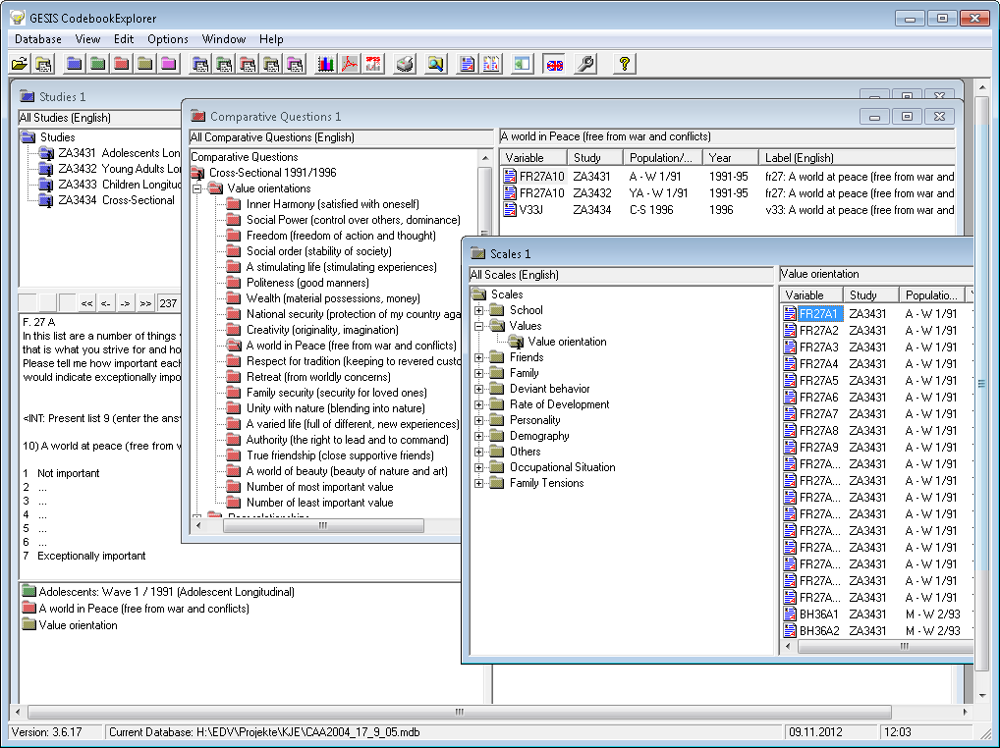 GESIS CodebookExplorer
Database View Edit Options Window Help
Studies 1
All Studies (English)
Studies
ZA3431 Adolescents Lon
ZA3432 Young Adults Lo
ZA3433 Children Longituc
ZA3434 Cross-Sectional
<< <- -> >> 237
F. 27 A
In this list are a number of things
that is what you strive for and ho
Please tell me how important each
would indicate exceptionally impo
<INT: Present list 9 (enter the ans
10) A world at peace (free from w
1 Not important
2 ...
3 ...
4 ...
5 ...
6 ...
7 Exceptionally important
Adolescents: Wave 1 / 1991 (Adolescent Longitudinal)
A world in Peace (free from war and conflicts)
Value orientation
Comparative Questions 1
All Comparative Questions (English)
Comparative Questions
Cross-Sectional 1991/1996
Value orientations
Inner Harmony (satisfied with oneself)
Social Power (control over others, dominance)
Freedom (freedom of action and thought)
Social order (stability of society)
A stimulating life (stimulating experiences)
Politeness (good manners)
Wealth (material possessions, money)
National security (protection of my country aga
Creativity (originality, imagination)
A world in Peace (free from war and conflicts)
Respect for tradition (keeping to revered custo
Retreat (from worldly concerns)
Family security (security for loved ones)
Unity with nature (blending into nature)
A varied life (full of different, new experiences)
Authority (the right to lead and to command)
True friendship (close supportive friends)
A world of beauty (beauty of nature and art)
Number of most important value
Number of least important value
A world in Peace (free from war and conflicts)
Variable Study Population/... Year Label (English)
FR27A10 ZA3431 A - W 1/91 1991-95 fr27: A world at peace (free from war and
FR27A10 ZA3432 YA - W 1/91 1991-95 fr27: A world at peace (free from war and
V33J ZA3434 C-S 1996 1996 v33: A world at peace (free from war and
Scales 1
All Scales (English)
Scales
School
Values
Value orientation
Friends
Family
Deviant behavior
Rate of Development
Personality
Demography
Others
Occupational Situation
Family Tensions
Value orientation
Variable Study Populatio...
FR27A1 ZA3431 A - W 1/91
FR27A2 ZA3431 A - W 1/91
FR27A3 ZA3431 A - W 1/91
FR27A4 ZA3431 A - W 1/91
FR27A5 ZA3431 A - W 1/91
FR27A6 ZA3431 A - W 1/91
FR27A7 ZA3431 A - W 1/91
FR27A8 ZA3431 A - W 1/91
FR27A9 ZA3431 A - W 1/91
FR27A... ZA3431 A - W 1/91
FR27A... ZA3431 A - W 1/91
FR27A... ZA3431 A - W 1/91
FR27A... ZA3431 A - W 1/91
FR27A... ZA3431 A - W 1/91
FR27A... ZA3431 A - W 1/91
FR27A... ZA3431 A - W 1/91
FR27A... ZA3431 A - W 1/91
FR27A... ZA3431 A - W 1/91
BH36A1 ZA3431 M - W 2/93
BH36A2 ZA3431 M - W 2/93
Version: 3.6.17 Current Database: H:\EDV\Projekte\KJE\CAA2004_17_9_05.mdb 09.11.2012 12:03